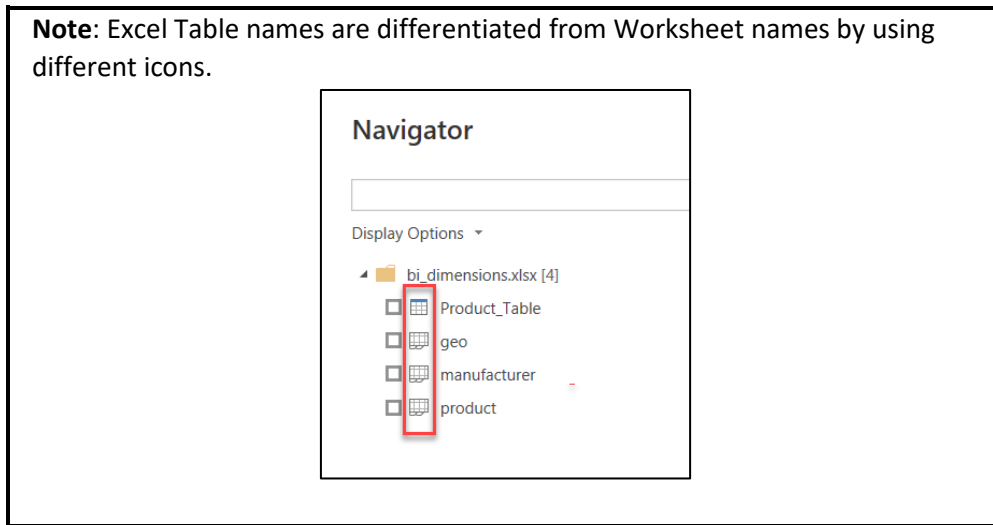 Note: Excel Table names are differentiated from Worksheet names by using
different icons.
Navigator
Display Options
bi_dimensions.xlsx [4]
Product_Table
geo
manufacturer
product